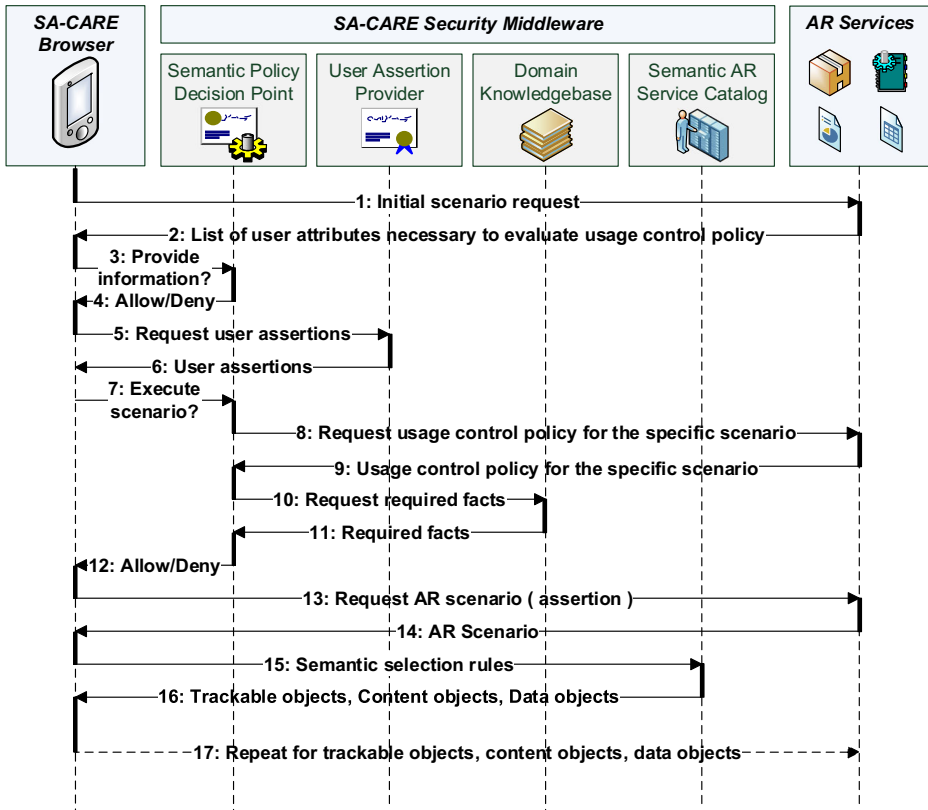 SA-CARE
Browser
SA-CARE Security Middleware
AR Services
Semantic Policy
Decision Point
User Assertion
Provider
Domain
Knowledgebase
Semantic AR
Service Catalog
1: Initial scenario request
2: List of user attributes necessary to evaluate usage control policy
3: Provide
information?
4: Allow/Deny
5: Request user assertions
6: User assertions
7: Execute
scenario?
8: Request usage control policy for the specific scenario
9: Usage control policy for the specific scenario
10: Request required facts
11: Required facts
12: Allow/Deny
13: Request AR scenario ( assertion )
14: AR Scenario
15: Semantic selection rules
16: Trackable objects, Content objects, Data objects
17: Repeat for trackable objects, content objects, data objects